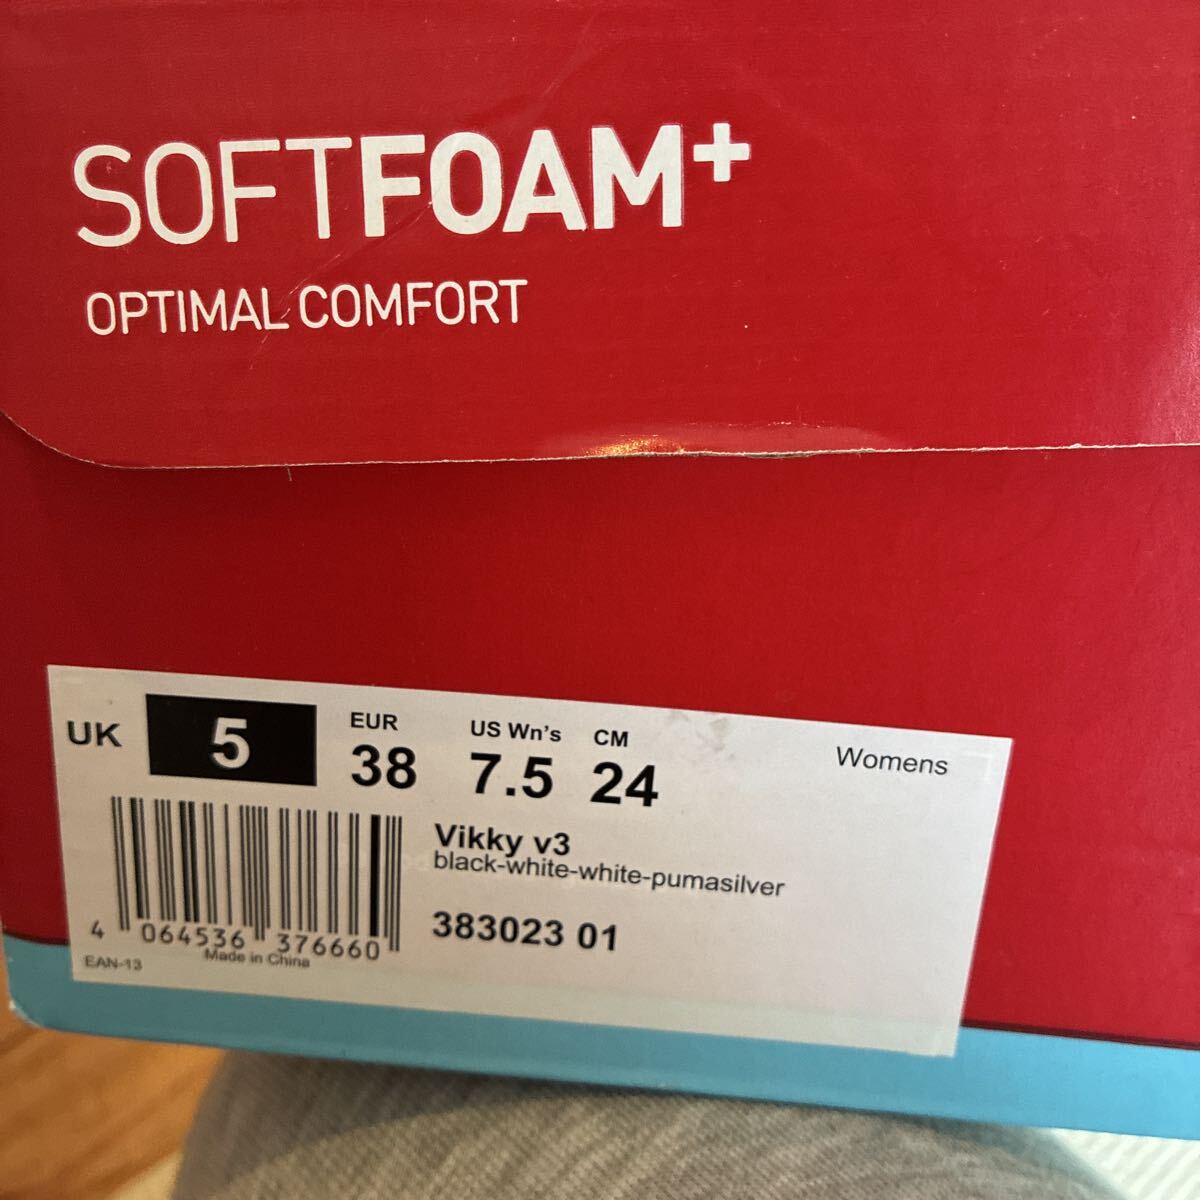 SOFTFOAM+
OPTIMAL COMFORT
UK 5 EUR 38 US Wn's 7.5 CM 24 Womens
Vikky v3
black-white-white-pumasilver
383023 01
4 064536 376660
Made in China
EAN-13